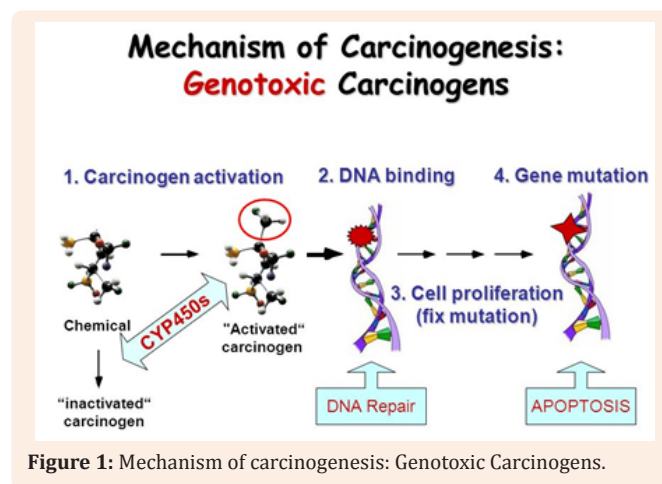 Mechanism of Carcinogenesis:
Genotoxic Carcinogens
1. Carcinogen activation
2. DNA binding
4. Gene mutation
3. Cell proliferation
(fix mutation)
Chemical
CYP450s
"Activated"
carcinogen
"inactivated"
carcinogen
DNA Repair
APOPTOSIS
Figure 1: Mechanism of carcinogenesis: Genotoxic Carcinogens.